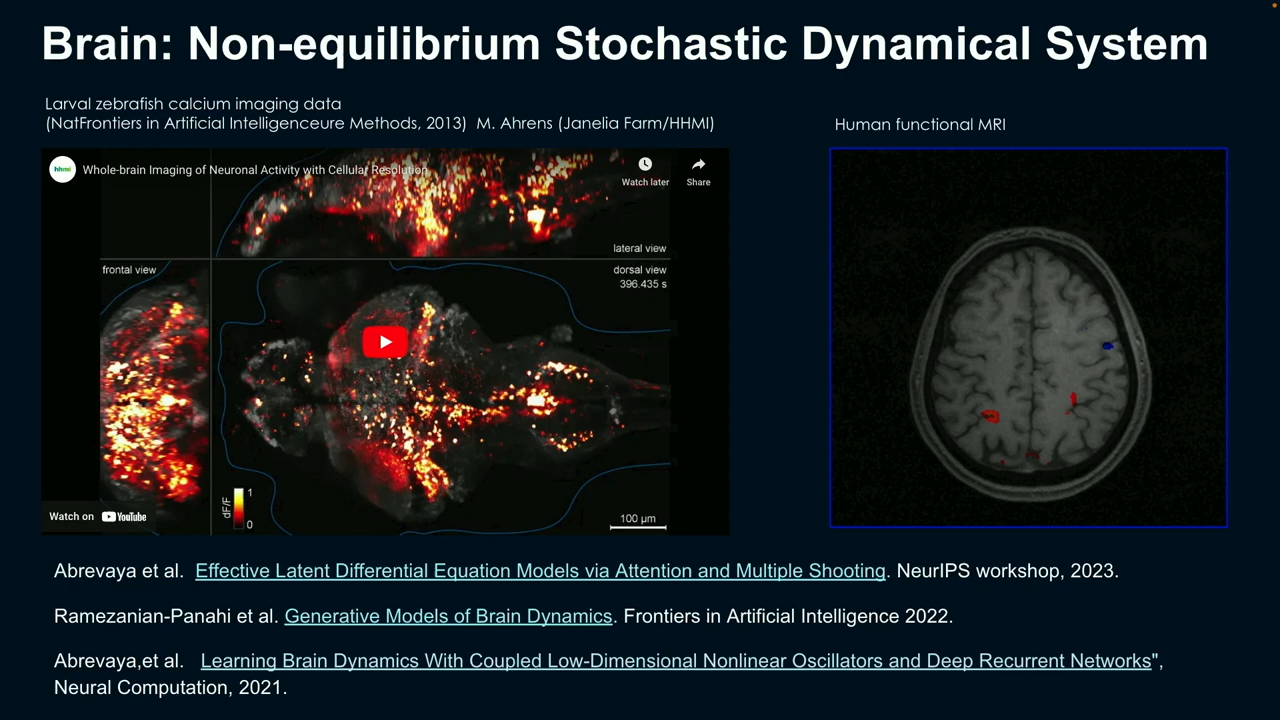 Brain: Non-equilibrium Stochastic Dynamical System
Larval zebrafish calcium imaging data
(NatFrontiers in Artificial Intelligenceure Methods, 2013)  M. Ahrens (Janelia Farm/HHMI)
Human functional MRI
hhmi
Whole-brain Imaging of Neuronal Activity with Cellular Resolution
Watch later
Share
lateral view
frontal view
dorsal view
396.435 s
dF/F
1
0
100 µm
Watch on YouTube
Abrevaya et al.  Effective Latent Differential Equation Models via Attention and Multiple Shooting. NeurIPS workshop, 2023.
Ramezanian-Panahi et al. Generative Models of Brain Dynamics. Frontiers in Artificial Intelligence 2022.
Abrevaya,et al.   Learning Brain Dynamics With Coupled Low-Dimensional Nonlinear Oscillators and Deep Recurrent Networks",
Neural Computation, 2021.